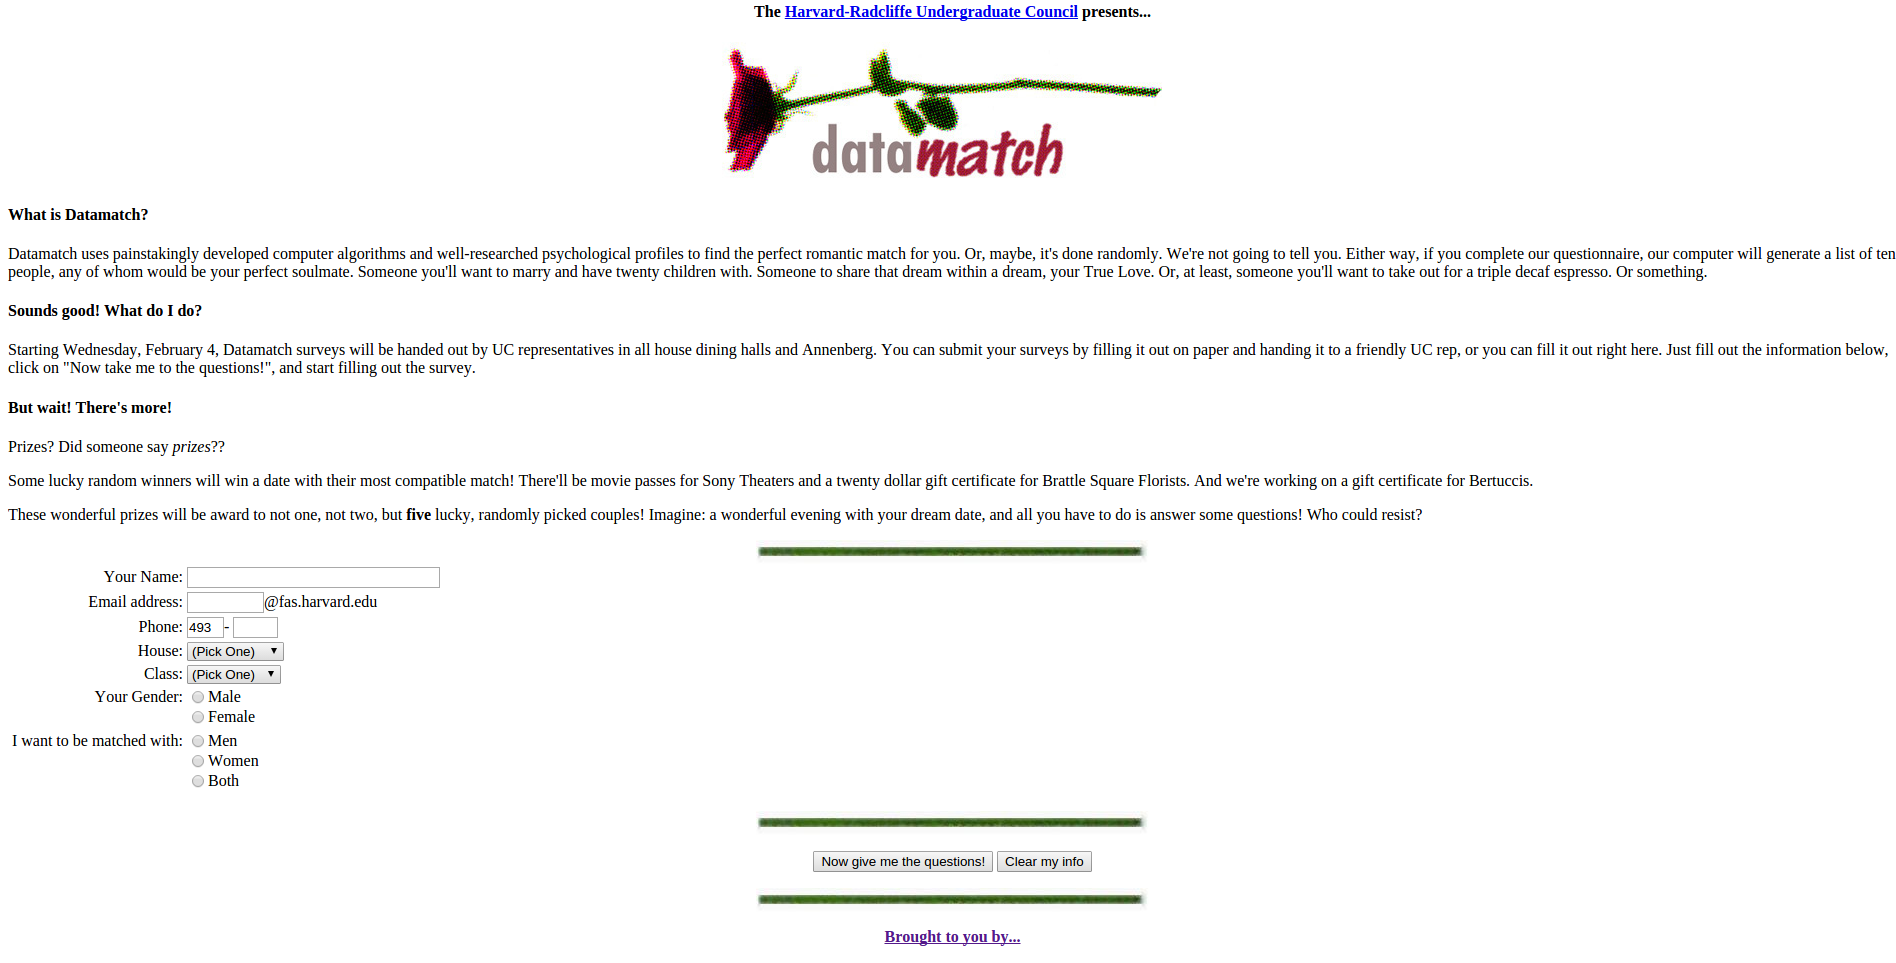 The Harvard-Radcliffe Undergraduate Council presents...
datamatch
What is Datamatch?
Datamatch uses painstakingly developed computer algorithms and well-researched psychological profiles to find the perfect romantic match for you. Or, maybe, it's done randomly. We're not going to tell you. Either way, if you complete our questionnaire, our computer will generate a list of ten
people, any of whom would be your perfect soulmate. Someone you'll want to marry and have twenty children with. Someone to share that dream within a dream, your True Love. Or, at least, someone you'll want to take out for a triple decaf espresso. Or something.
Sounds good! What do I do?
Starting Wednesday, February 4, Datamatch surveys will be handed out by UC representatives in all house dining halls and Annenberg. You can submit your surveys by filling it out on paper and handing it to a friendly UC rep, or you can fill it out right here. Just fill out the information below,
click on "Now take me to the questions!", and start filling out the survey.
But wait! There's more!
Prizes? Did someone say prizes??
Some lucky random winners will win a date with their most compatible match! There'll be movie passes for Sony Theaters and a twenty dollar gift certificate for Brattle Square Florists. And we're working on a gift certificate for Bertuccis.
These wonderful prizes will be award to not one, not two, but five lucky, randomly picked couples! Imagine: a wonderful evening with your dream date, and all you have to do is answer some questions! Who could resist?
Your Name:
Email address: @fas.harvard.edu
Phone: 493 -
House: (Pick One)
Class: (Pick One)
Your Gender: Male
Female
I want to be matched with: Men
Women
Both
Now give me the questions! Clear my info
Brought to you by...